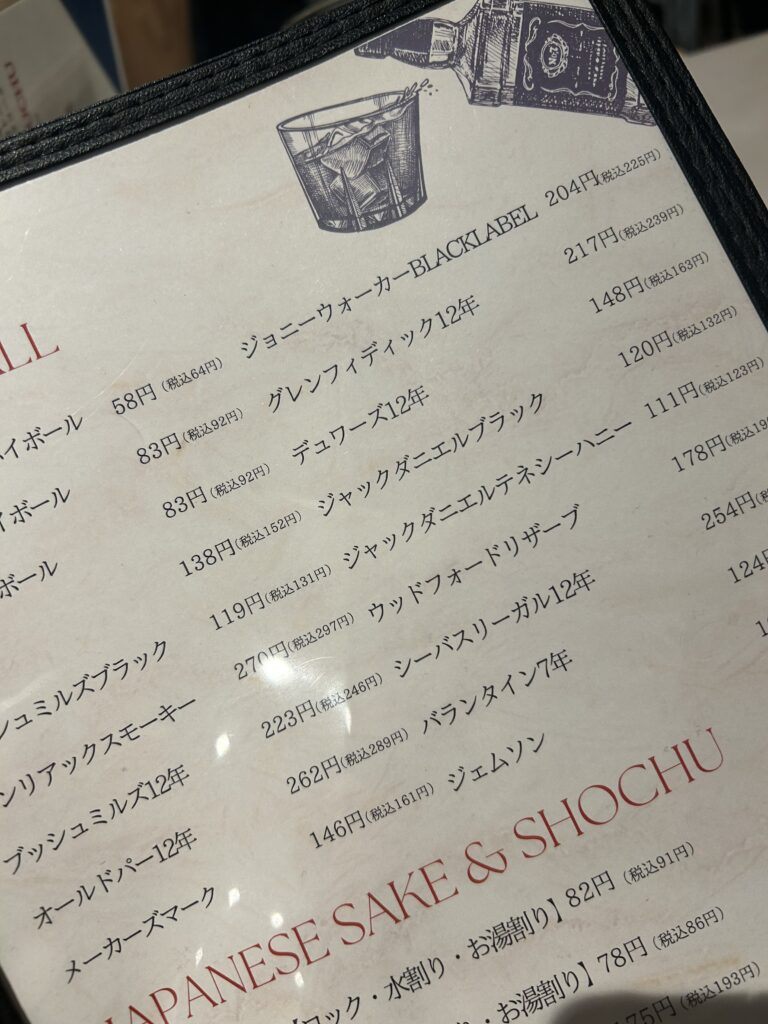 ALL
イボール 58円(税込64円)
イボール 83円(税込92円)
ボール 83円(税込92円)
138円(税込152円)
シュミルズブラック 119円(税込131円)
ンリアックスモーキー 270円(税込297円)
ブッシュミルズ12年 223円(税込246円)
オールドパー12年 262円(税込289円)
メーカーズマーク 146円(税込161円)
ジョニーウォーカーBLACKLABEL 204円(税込225円)
グレンフィディック12年 217円(税込239円)
デュワーズ12年 148円(税込163円)
ジャックダニエルブラック 120円(税込132円)
ジャックダニエルテネシーハニー 111円(税込123円)
ウッドフォードリザーブ 178円(税込
シーバスリーガル12年 254円(税
バランタイン7年 124円
ジェムソン
JAPANESE SAKE & SHOCHU
ロック・水割り・お湯割り】82円(税込91円)
・お湯割り】78円(税込86円)
(税込193円)